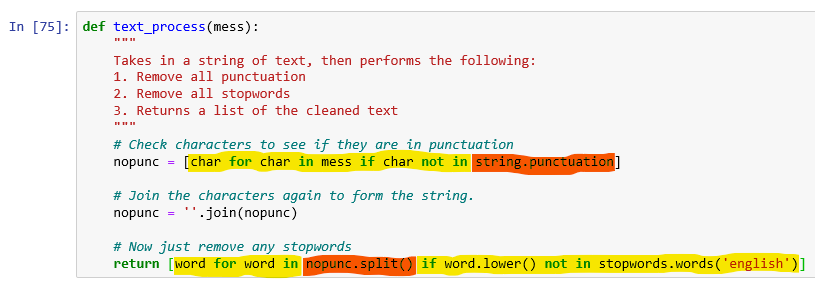 In [75]: def text_process(mess):
"""
Takes in a string of text, then performs the following:
1. Remove all punctuation
2. Remove all stopwords
3. Returns a list of the cleaned text
"""
# Check characters to see if they are in punctuation
nopunc = [char for char in mess if char not in string.punctuation]
# Join the characters again to form the string.
nopunc = ''.join(nopunc)
# Now just remove any stopwords
return [word for word in nopunc.split() if word.lower() not in stopwords.words('english')]